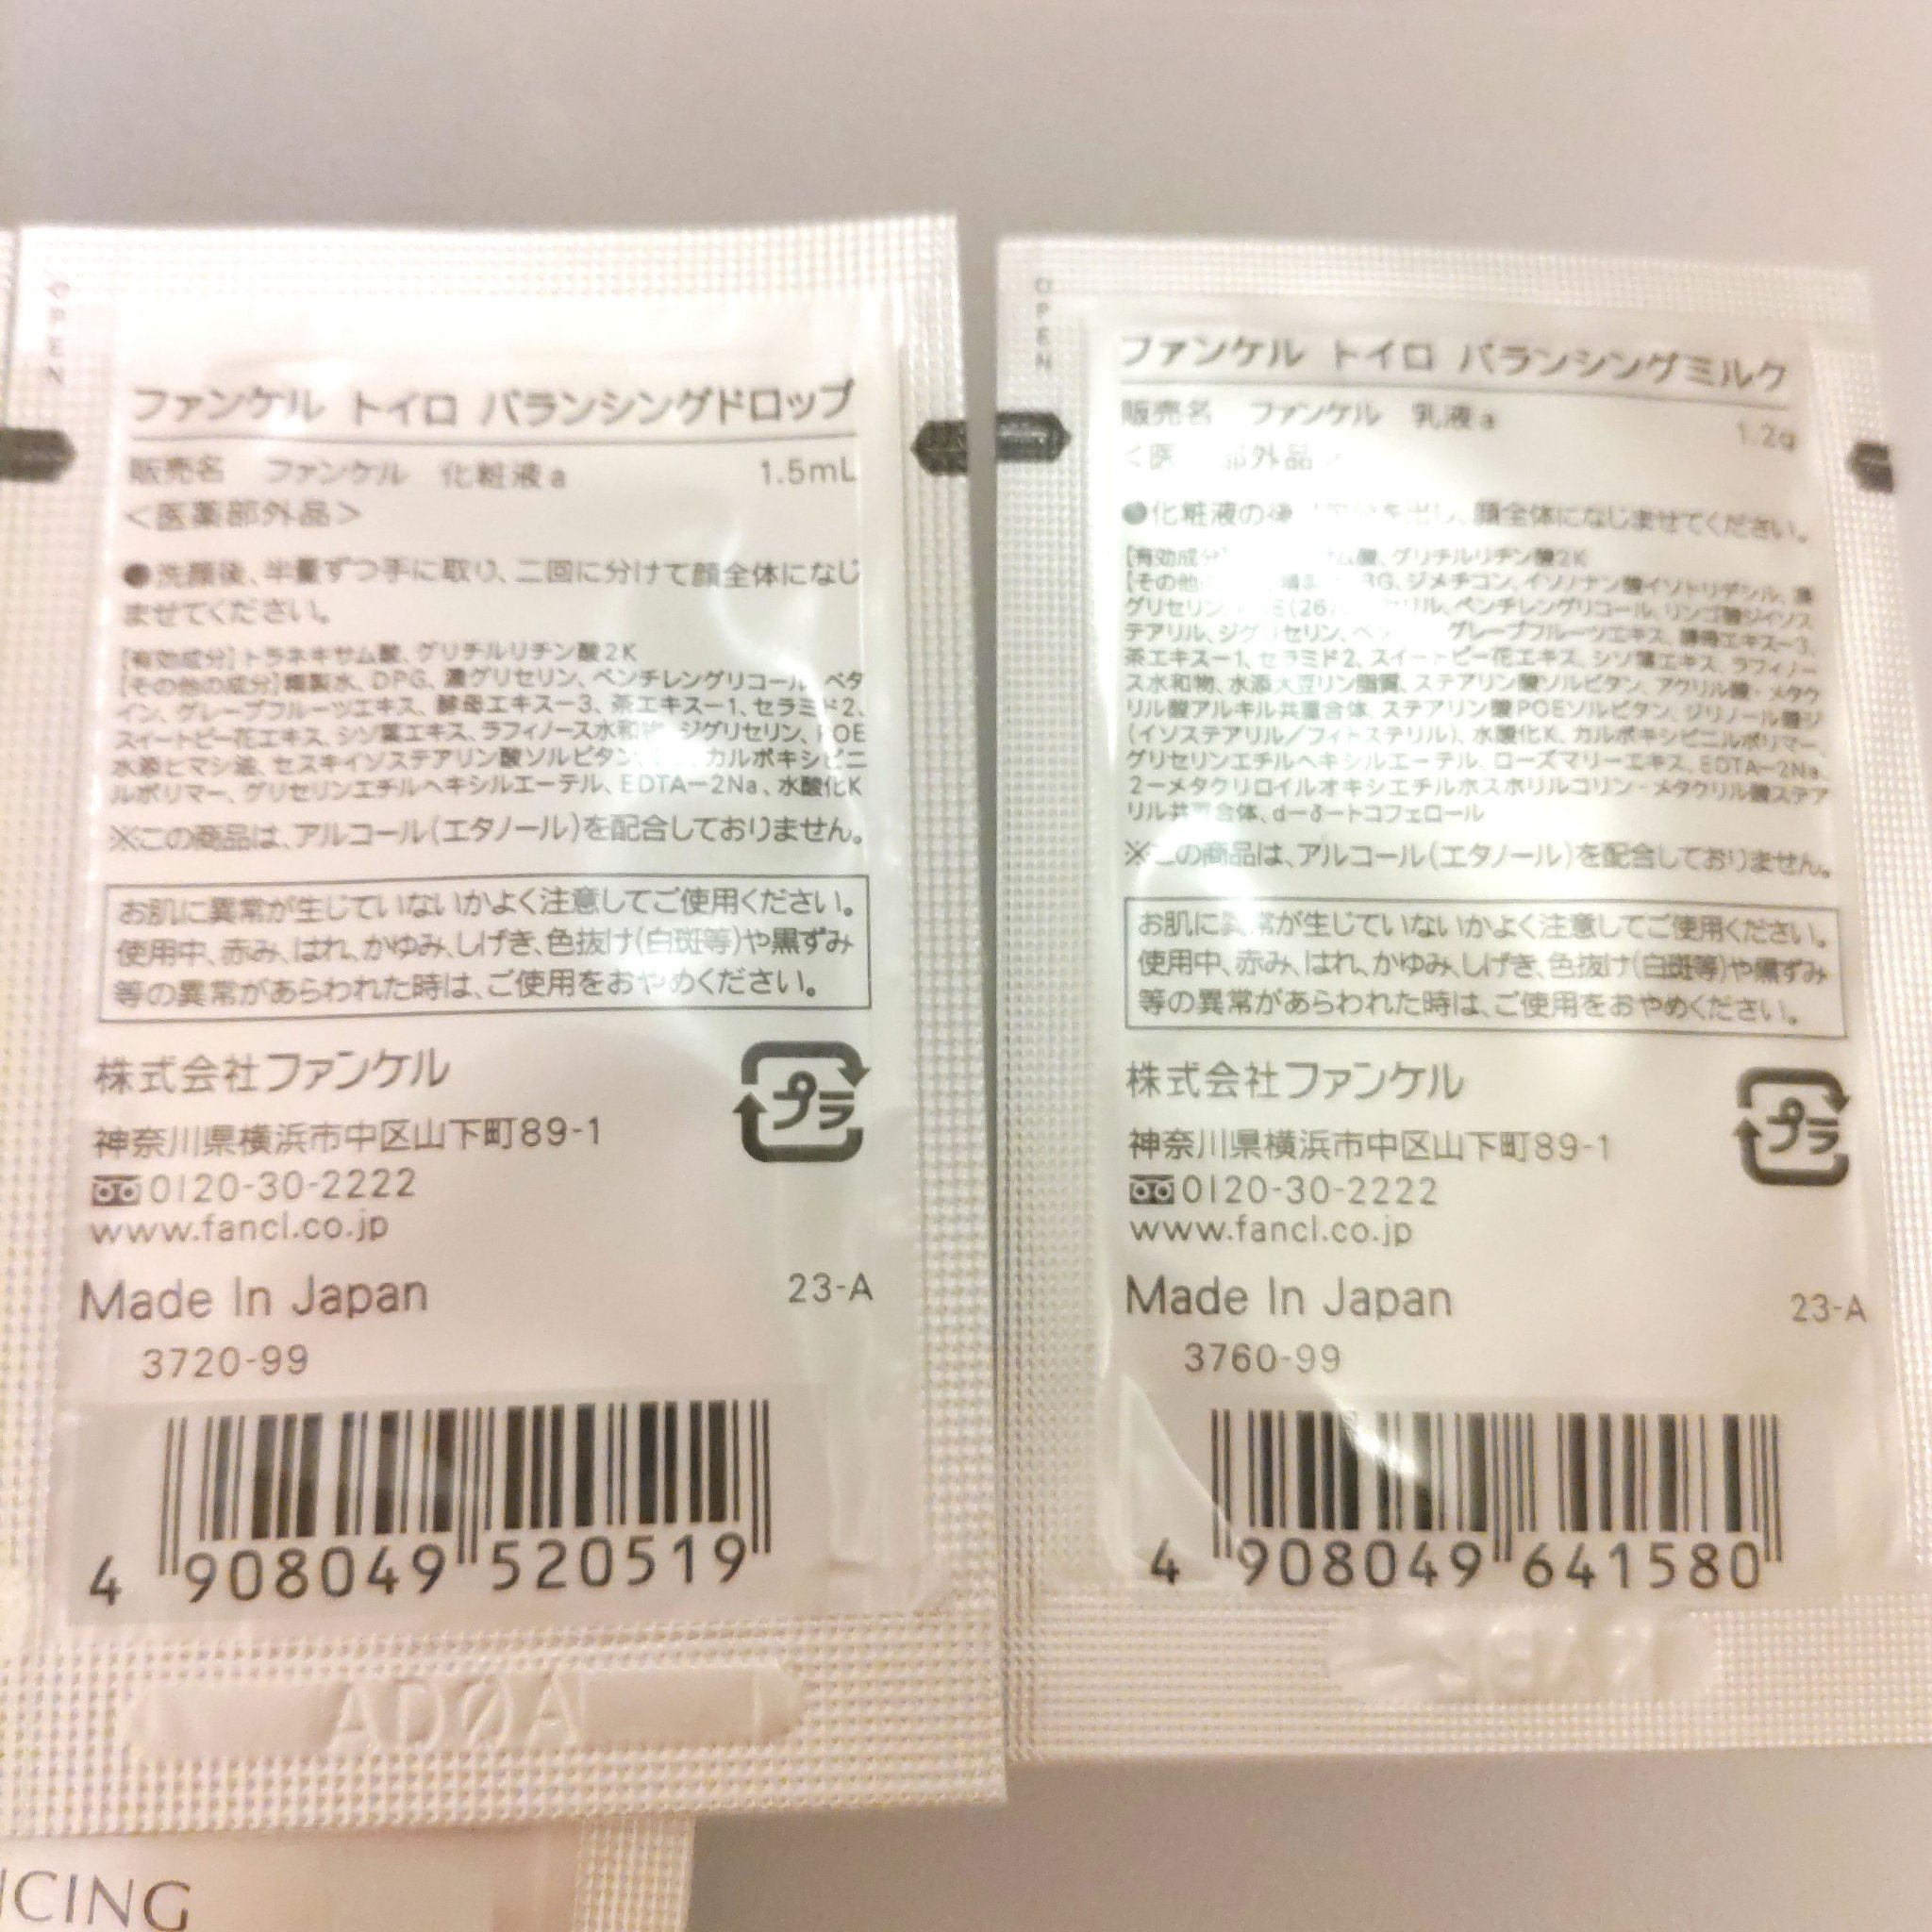 OPEN
ファンケル トイロ バランシングドロップ
販売名 ファンケル 化粧液a 1.5mL
＜医薬部外品＞
●洗顔後、半量ずつ手に取り、二回に分けて顔全体になじ
ませてください。
【有効成分】トラネキサム酸、グリチルリチン酸2K
【その他の成分】精製水、DPG、濃グリセリン、ペンチレングリコール、ベタ
イン、グレープフルーツエキス、酵母エキス－3、茶エキス－1、セラミド2、
スイートピー花エキス、シソ葉エキス、ラフィノース水和物、ジグリセリン、POE
水添ヒマシ油、セスキイソステアリン酸ソルビタン、カルボキシビニ
ルポリマー、グリセリンエチルヘキシルエーテル、EDTA－2Na、水酸化K
※この商品は、アルコール(エタノール)を配合しておりません。
お肌に異常が生じていないかよく注意してご使用ください。
使用中、赤み、はれ、かゆみ、しげき、色抜け(白斑等)や黒ずみ
等の異常があらわれた時は、ご使用をおやめください。
株式会社ファンケル
神奈川県横浜市中区山下町89-1
0120-30-2222
www.fancl.co.jp
プラ
Made In Japan 23-A
3720-99
4 908049 520519
ADØA
ICING
OPEN
ファンケル トイロ バランシングミルク
販売名 ファンケル 乳液a 1.2g
＜医 部外品＞
●化粧液の後 を出し、顔全体になじませてください。
【有効成分 サム酸、グリチルリチン酸2K
【その他 BG、ジメチコン、イソノナン酸イソトリデシル、濃
グリセリン、 (26) セリル、ペンチレングリコール、リンゴ酸ジイソス
テアリル、ジグリセリン、 グレープフルーツエキス、酵母エキス－3、
茶エキス－1、セラミド2、スイートピー花エキス、シソ葉エキス、ラフィノー
ス水和物、水添大豆リン脂質、ステアリン酸ソルビタン、アクリル酸・メタク
リル酸アルキル共重合体、ステアリン酸POEソルビタン、ジリノール酸ジ
(イソステアリル／フィトステリル)、水酸化K、カルボキシビニルポリマー、
グリセリンエチルヘキシルエーテル、ローズマリーエキス、EDTA－2Na、
2－メタクリロイルオキシエチルホスホリルコリン・メタクリル酸ステア
リル共重合体、d－δ－トコフェロール
※この商品は、アルコール(エタノール)を配合しておりません。
お肌に異常が生じていないかよく注意してご使用ください。
使用中、赤み、はれ、かゆみ、しげき、色抜け(白斑等)や黒ずみ
等の異常があらわれた時は、ご使用をおやめください。
株式会社ファンケル
神奈川県横浜市中区山下町89-1
0120-30-2222
www.fancl.co.jp
プラ
Made In Japan 23-A
3760-99
4 908049 641580